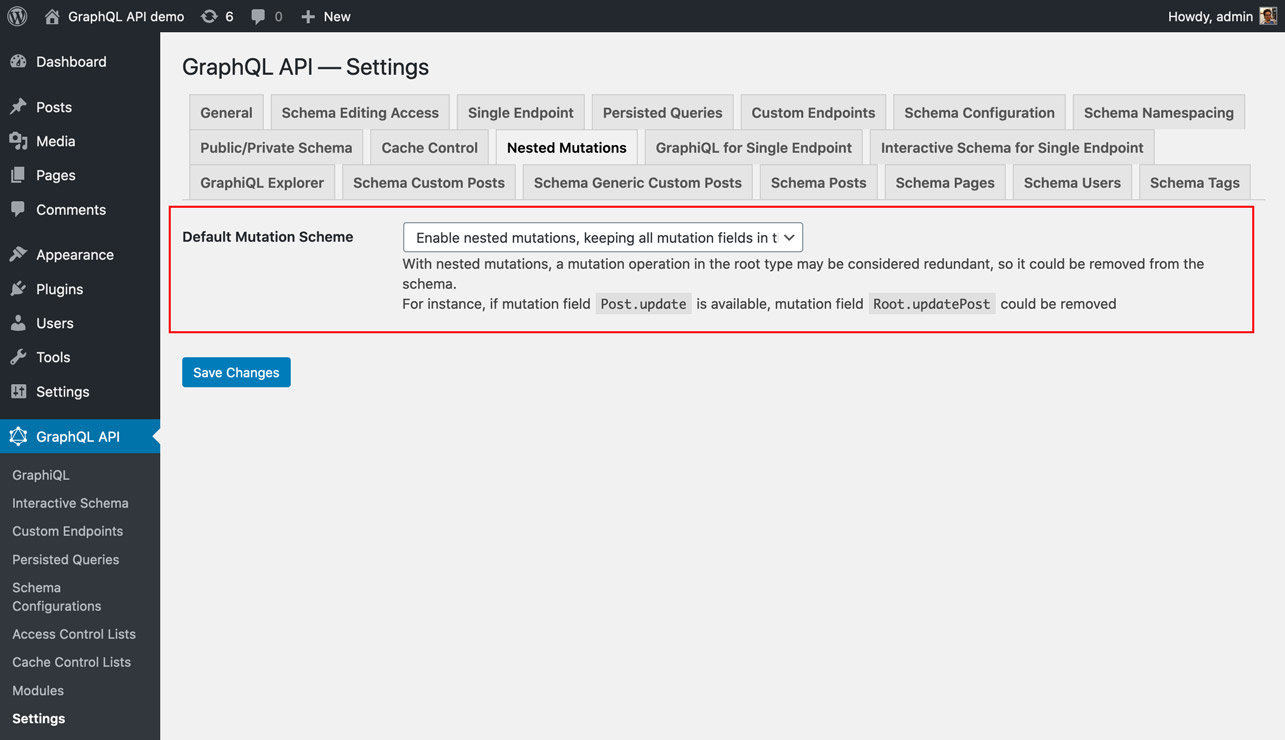 GraphQL API demo 6 0 New Howdy, admin
Dashboard
Posts
Media
Pages
Comments
Appearance
Plugins
Users
Tools
Settings
GraphQL API
GraphiQL
Interactive Schema
Custom Endpoints
Persisted Queries
Schema
Configurations
Access Control Lists
Cache Control Lists
Modules
Settings
GraphQL API — Settings
General Schema Editing Access Single Endpoint Persisted Queries Custom Endpoints Schema Configuration Schema Namespacing
Public/Private Schema Cache Control Nested Mutations GraphiQL for Single Endpoint Interactive Schema for Single Endpoint
GraphiQL Explorer Schema Custom Posts Schema Generic Custom Posts Schema Posts Schema Pages Schema Users Schema Tags
Default Mutation Scheme Enable nested mutations, keeping all mutation fields in t
With nested mutations, a mutation operation in the root type may be considered redundant, so it could be removed from the
schema.
For instance, if mutation field Post.update is available, mutation field Root.updatePost could be removed
Save Changes